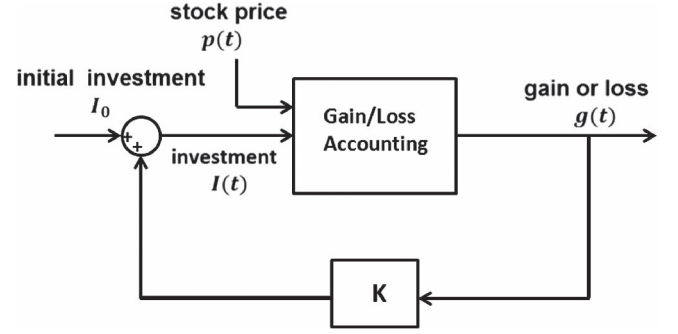 stock price
p(t)
initial investment
I₀
+
+
investment
I(t)
Gain/Loss
Accounting
gain or loss
g(t)
K